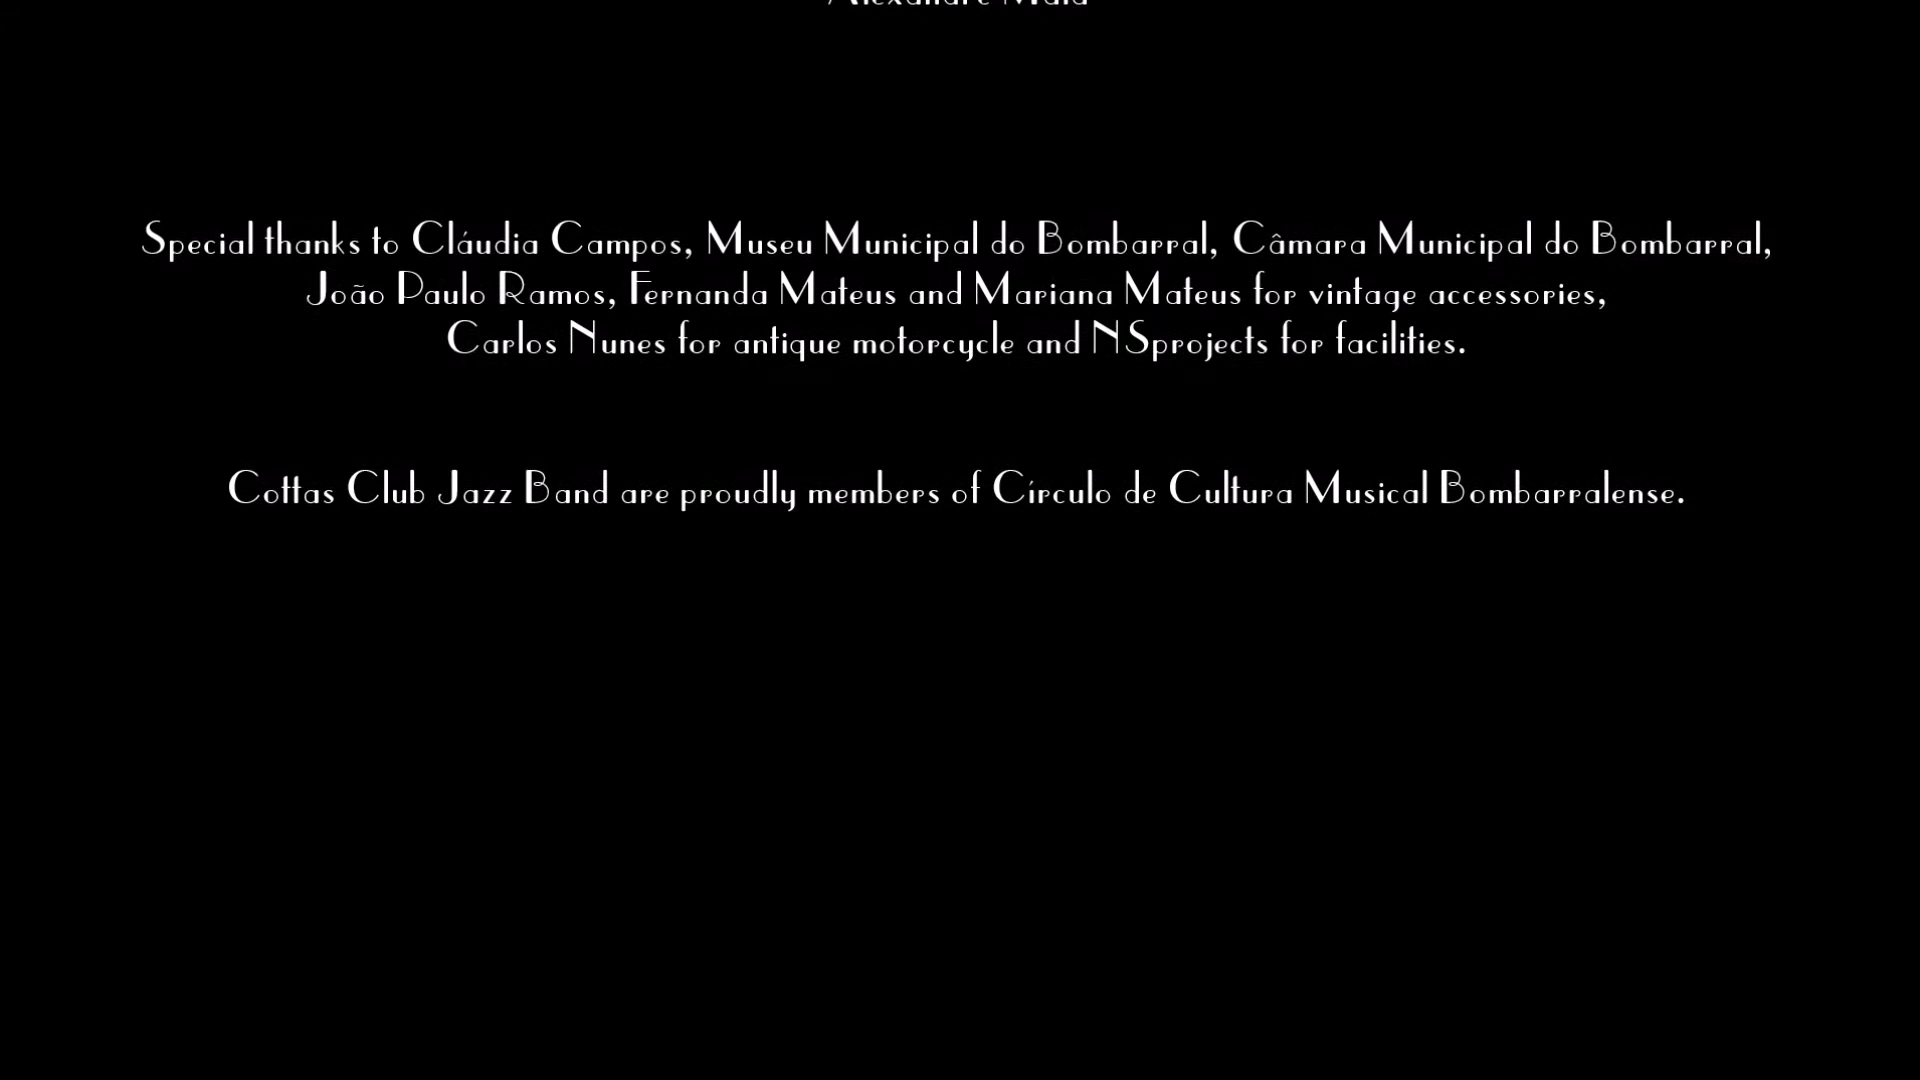 Alexandre Maia
Special thanks to Cláudia Campos, Museu Municipal do Bombarral, Câmara Municipal do Bombarral,
João Paulo Ramos, Fernanda Mateus and Mariana Mateus for vintage accessories,
Carlos Nunes for antique motorcycle and NSprojects for facilities.
Cottas Club Jazz Band are proudly members of Círculo de Cultura Musical Bombarralense.